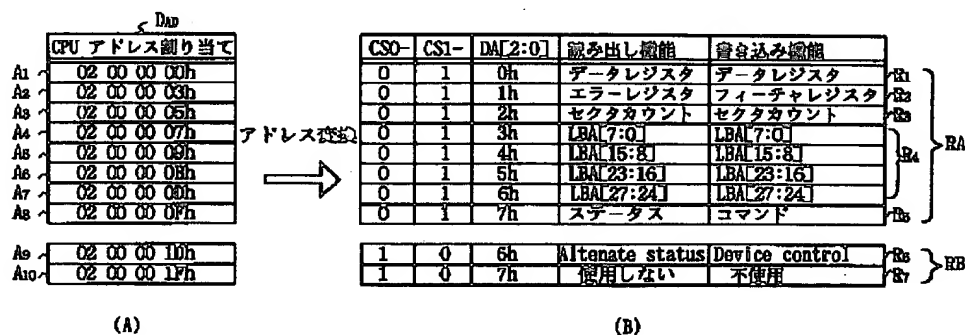 DAD
CPU アドレス割り当て
A1 02 00 00 00h
A2 02 00 00 03h
A3 02 00 00 05h
A4 02 00 00 07h
A5 02 00 00 09h
A6 02 00 00 0Bh
A7 02 00 00 0Dh
A8 02 00 00 0Fh
A9 02 00 00 1Dh
A10 02 00 00 1Fh
(A)
アドレス変換
CS0- CS1- DA[2:0] 読み出し機能 書き込み機能
0 1 0h データレジスタ データレジスタ R1
0 1 1h エラーレジスタ フィーチャレジスタ R2
0 1 2h セクタカウント セクタカウント R3
0 1 3h LBA[7:0] LBA[7:0]
0 1 4h LBA[15:8] LBA[15:8] R4
0 1 5h LBA[23:16] LBA[23:16]
0 1 6h LBA[27:24] LBA[27:24]
0 1 7h ステータス コマンド R5
RA
1 0 6h Altenate status Device control R6
1 0 7h 使用しない 不使用 R7
RB
(B)